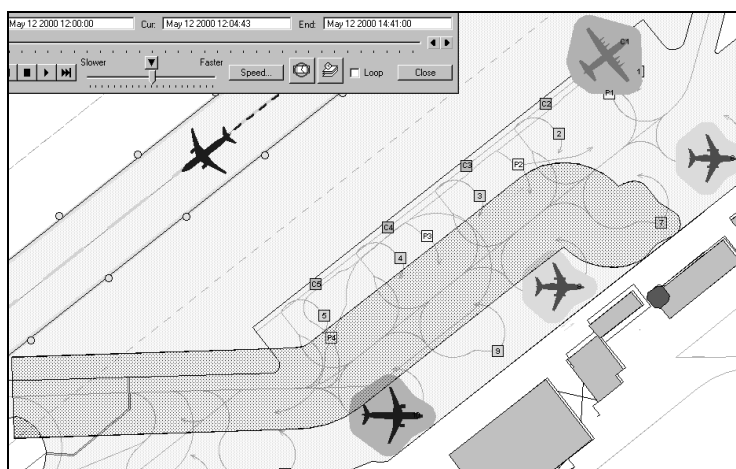 May 12 2000 12:00:00 Cur: May 12 2000 12:04:43 End: May 12 2000 14:41:00
Slower Faster
Speed... Loop Close
C1
1
P1
C2
2
C3
P2
3
C4
P3
7
4
C5
5
P4
9